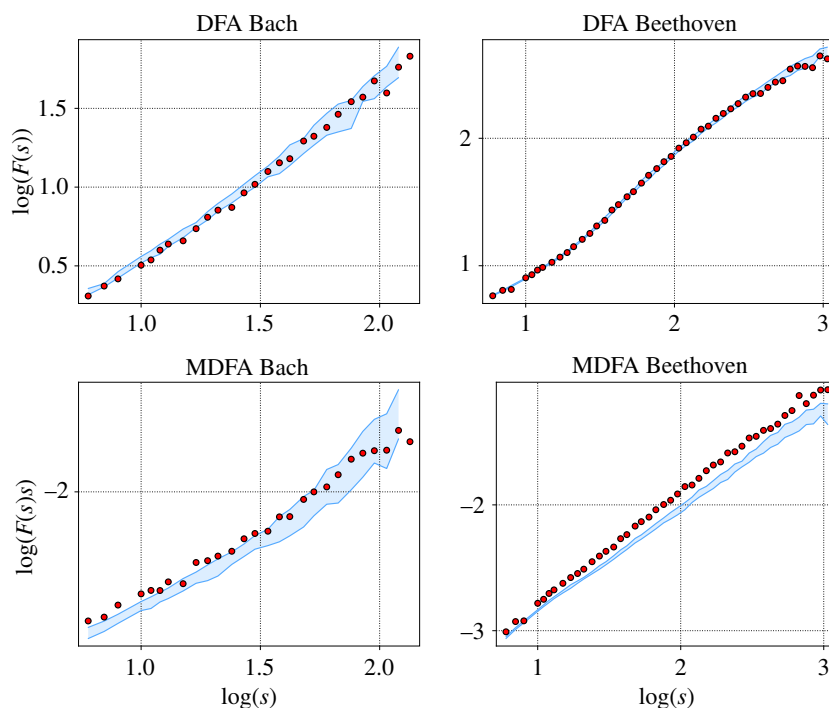 DFA Bach
DFA Beethoven
log(F(s))
1.5
1.0
0.5
2
1
1.0
1.5
2.0
1
2
3
MDFA Bach
MDFA Beethoven
log(F(s)s)
−2
−2
−3
1.0
1.5
2.0
1
2
3
log(s)
log(s)